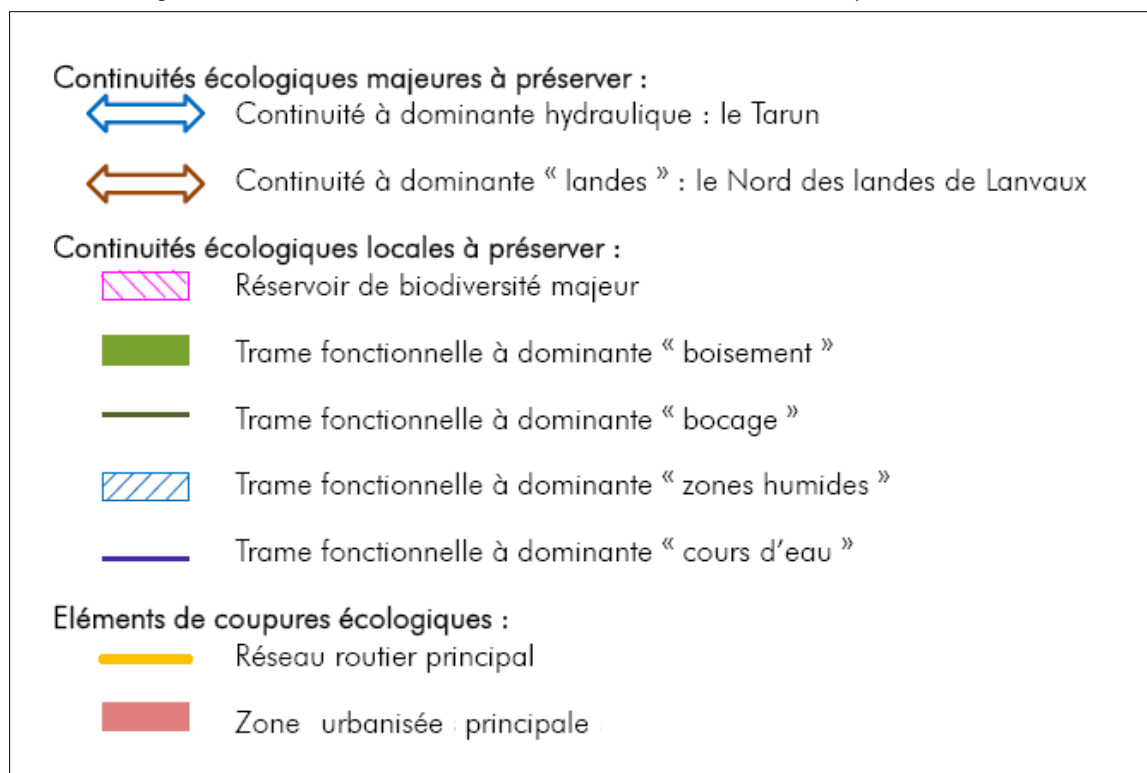 Continuités écologiques majeures à préserver :
Continuité à dominante hydraulique : le Tarun
Continuité à dominante « landes » : le Nord des landes de Lanvaux
Continuités écologiques locales à préserver :
Réservoir de biodiversité majeur
Trame fonctionnelle à dominante « boisement »
Trame fonctionnelle à dominante « bocage »
Trame fonctionnelle à dominante « zones humides »
Trame fonctionnelle à dominante « cours d'eau »
Eléments de coupures écologiques :
Réseau routier principal
Zone urbanisée principale